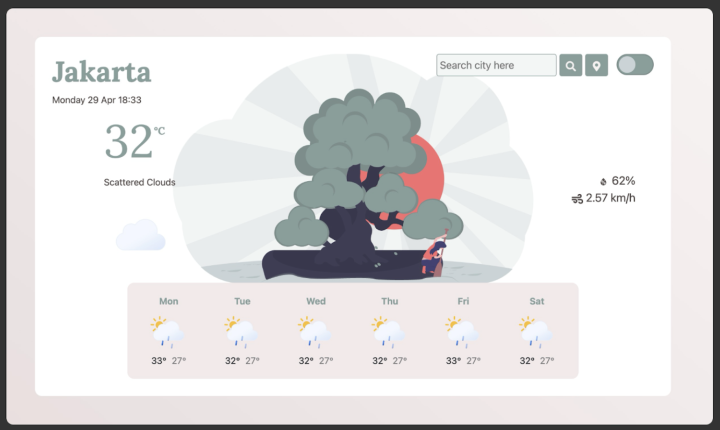 Jakarta
Search city here
Monday 29 Apr 18:33
32°C
Scattered Clouds
62%
2.57 km/h
Mon Tue Wed Thu Fri Sat
33° 27° 32° 27° 32° 27° 32° 27° 33° 27° 32° 27°